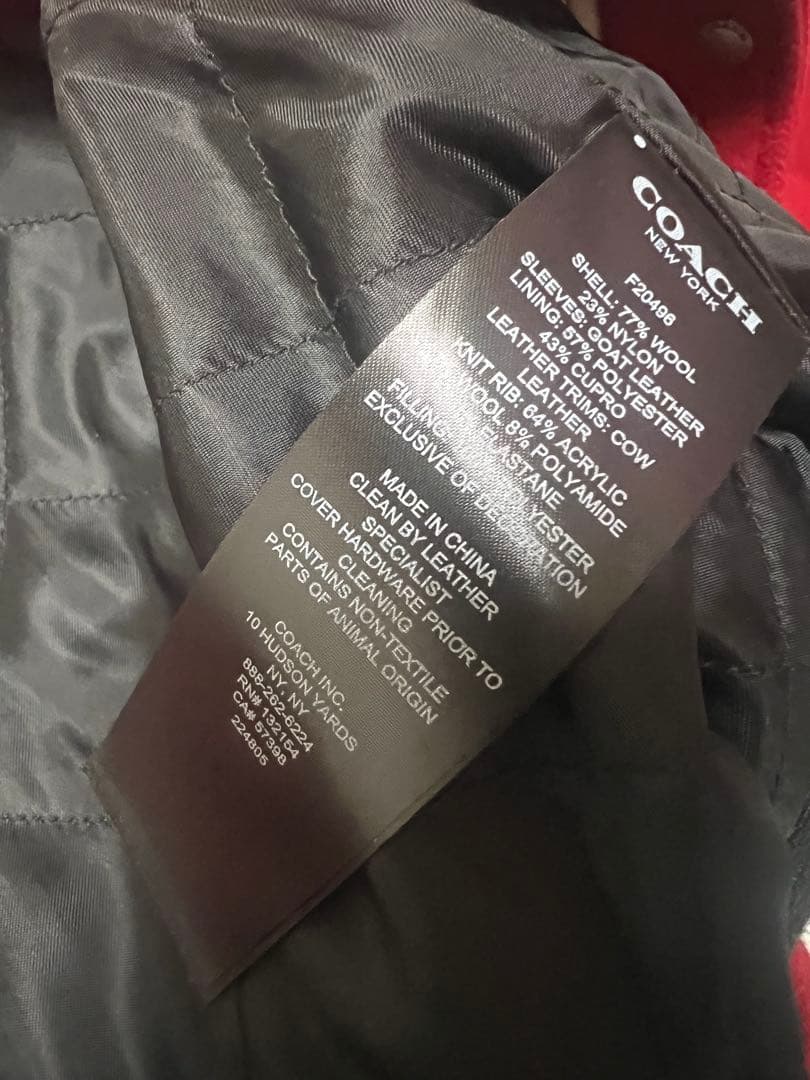 COACH
NEW YORK
F20496
SHELL: 77% WOOL
23% NYLON
SLEEVES: GOAT LEATHER
LINING: 57% POLYESTER
43% CUPRO
LEATHER TRIMS: COW
LEATHER
KNIT RIB: 64% ACRYLIC
WOOL 8% POLYAMIDE
ELASTANE
FILLING: POLYESTER
EXCLUSIVE OF DECORATION
MADE IN CHINA
CLEAN BY LEATHER
SPECIALIST
COVER HARDWARE PRIOR TO
CLEANING
CONTAINS NON-TEXTILE
PARTS OF ANIMAL ORIGIN
COACH INC.
10 HUDSON YARDS
NY, NY
888-262-6224
RN# 132154
CA# 57398
224805